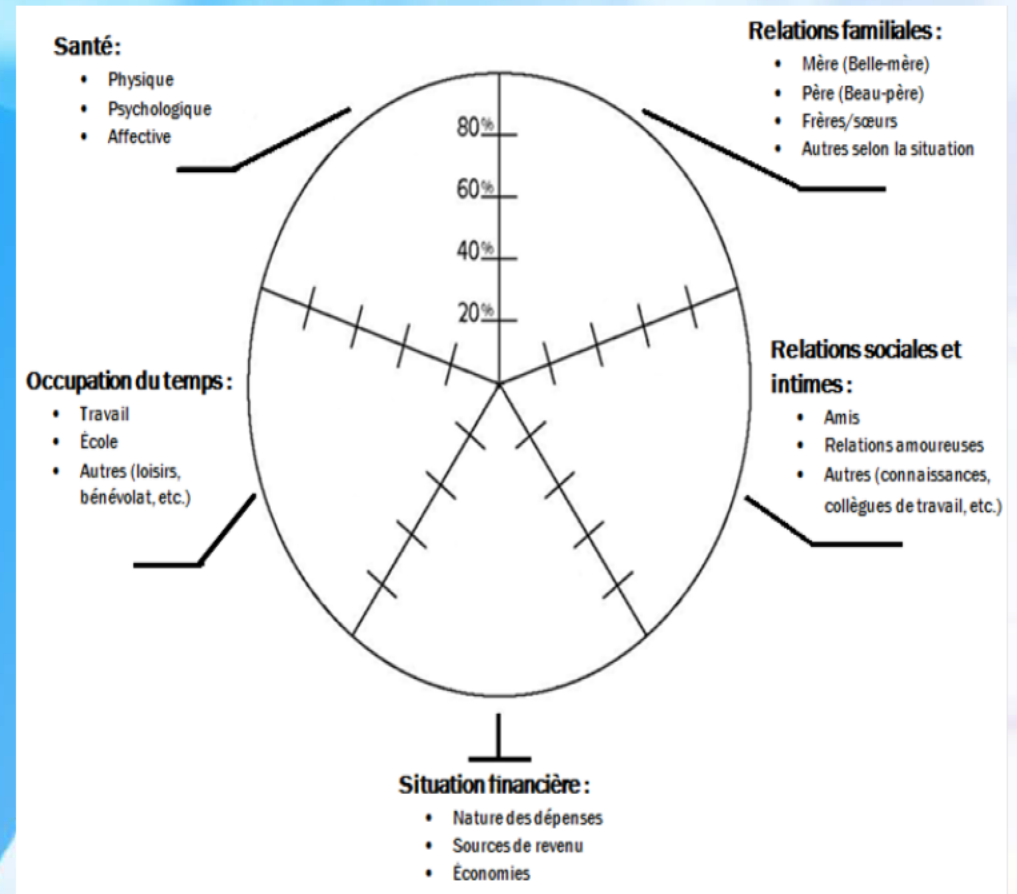 Santé:
• Physique
• Psychologique
• Affective
Relations familiales :
• Mère (Belle-mère)
• Père (Beau-père)
• Frères/sœurs
• Autres selon la situation
80%
60%
40%
20%
Occupation du temps :
• Travail
• École
• Autres (loisirs,
bénévolat, etc.)
Relations sociales et
intimes :
• Amis
• Relations amoureuses
• Autres (connaissances,
collègues de travail, etc.)
Situation financière :
• Nature des dépenses
• Sources de revenu
• Économies